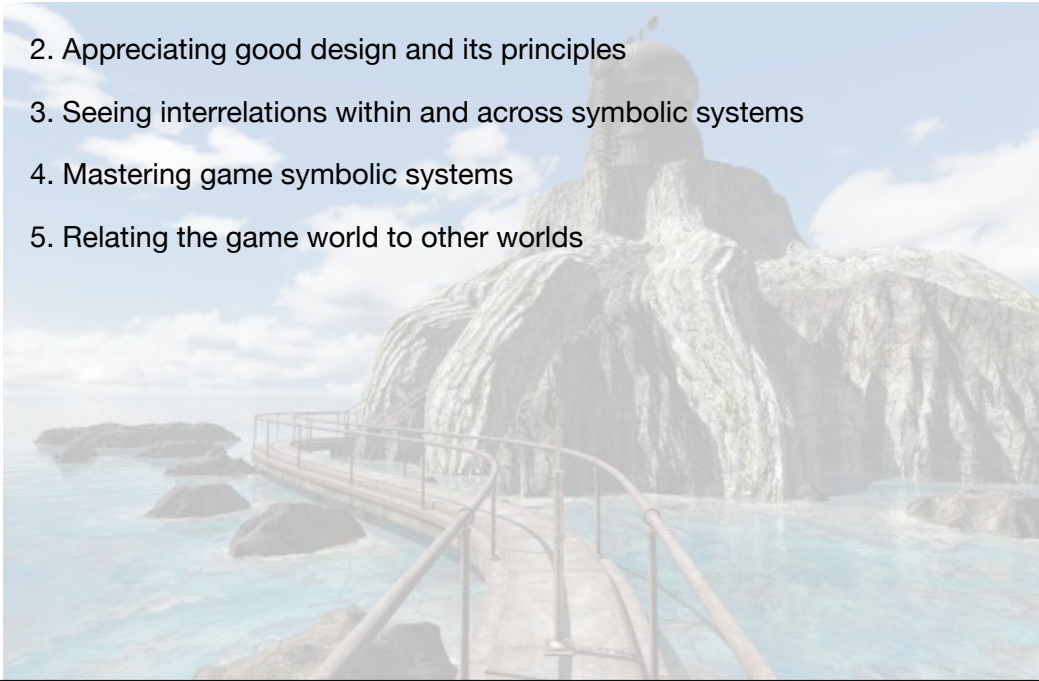 2. Appreciating good design and its principles
3. Seeing interrelations within and across symbolic systems
4. Mastering game symbolic systems
5. Relating the game world to other worlds